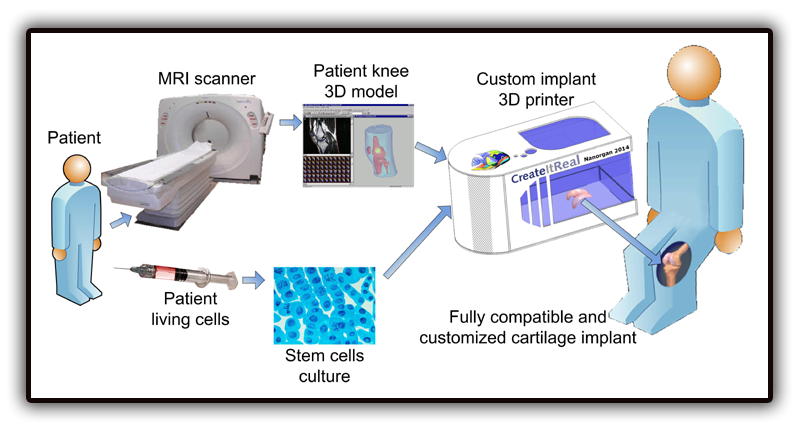 MRI scanner
Patient knee
3D model
Custom implant
3D printer
Patient
CreateItReal Nanorgan 2014
Patient
living cells
Stem cells
culture
Fully compatible and
customized cartilage implant